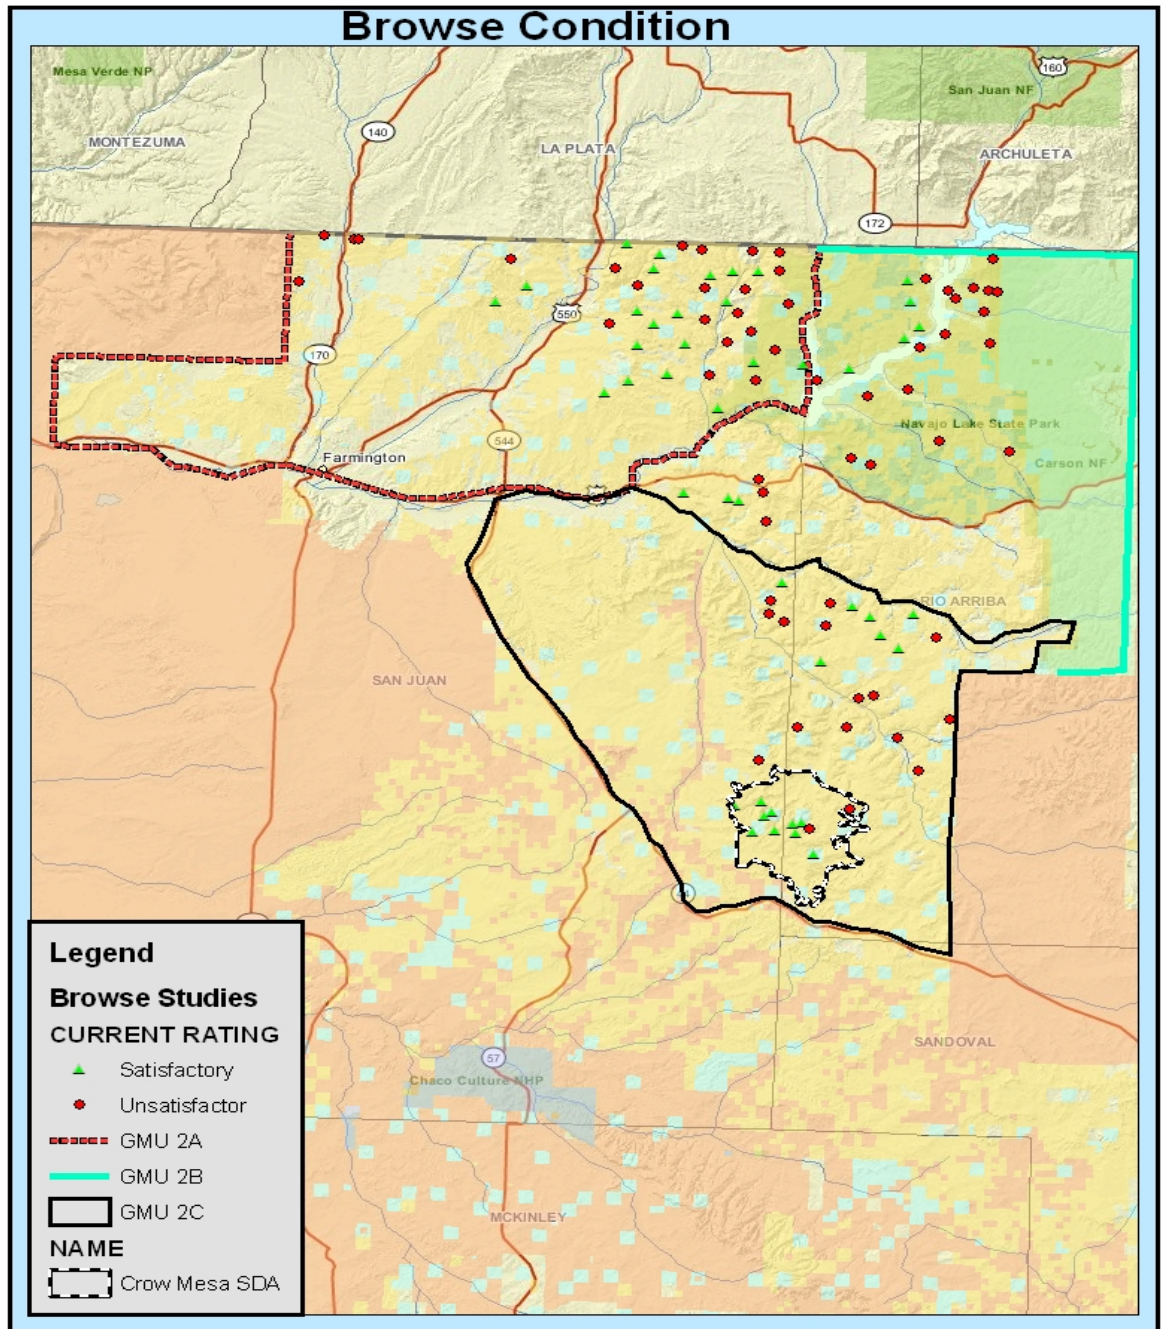 Browse Condition
Mesa Verde NP
160
San Juan NF
140
MONTEZUMA
LA PLATA
ARCHULETA
172
550
170
Navajo Lake State Park
544
Farmington
Carson NF
RIO ARRIBA
SAN JUAN
Legend
Browse Studies
CURRENT RATING
Satisfactory
Unsatisfactor
GMU 2A
GMU 2B
GMU 2C
NAME
Crow Mesa SDA
SANDOVAL
57
Chaco Culture NHP
MCKINLEY